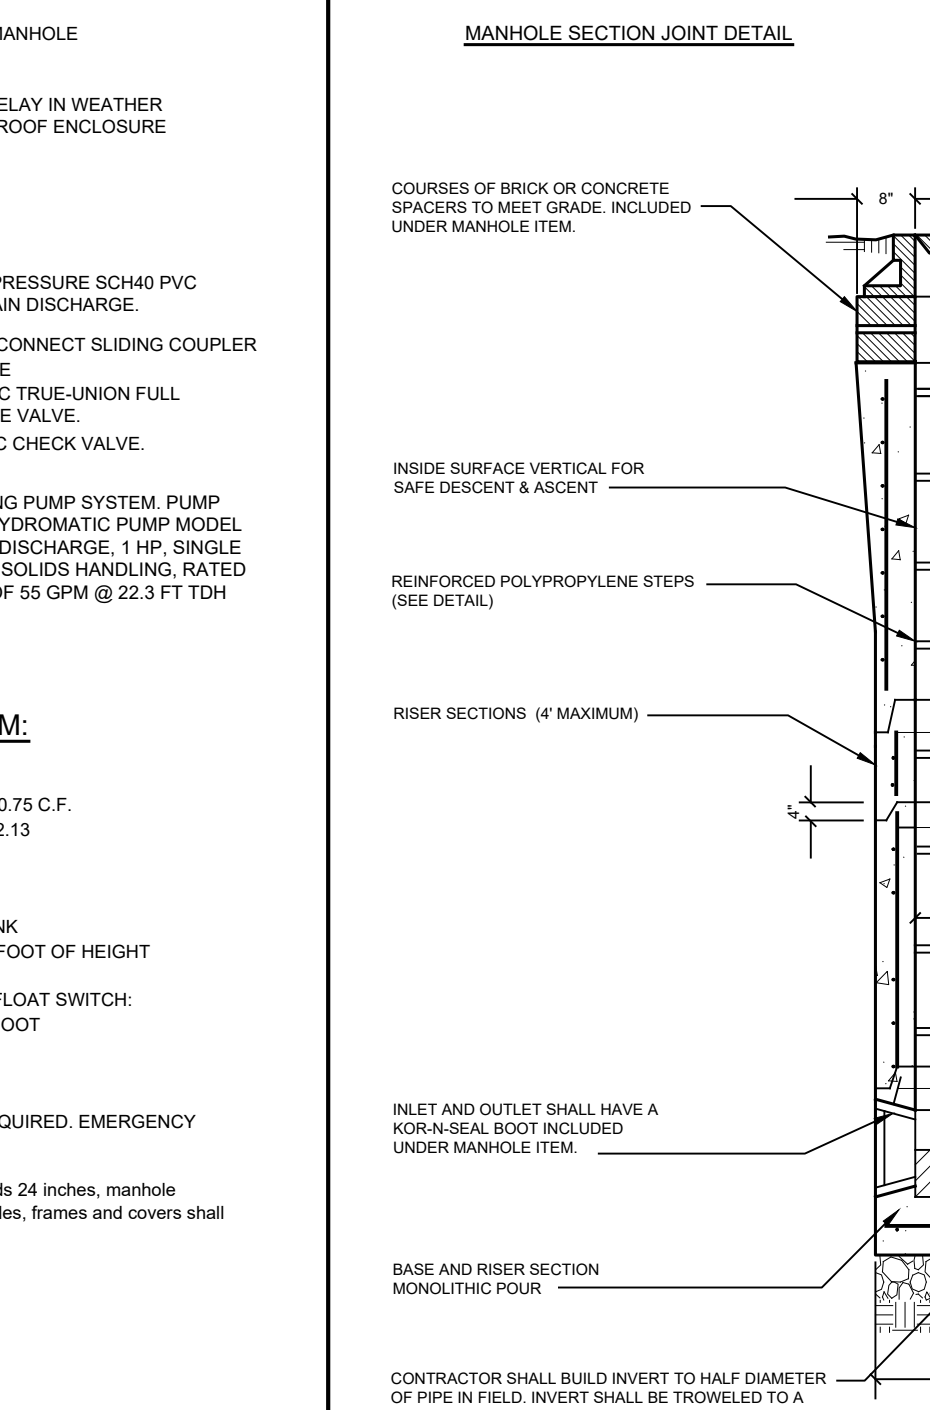 MANHOLE
ELAY IN WEATHER
ROOF ENCLOSURE
PRESSURE SCH40 PVC
AIN DISCHARGE.
CONNECT SLIDING COUPLER
E
C TRUE-UNION FULL
E VALVE.
C CHECK VALVE.
NG PUMP SYSTEM. PUMP
YDROMATIC PUMP MODEL
DISCHARGE, 1 HP, SINGLE
SOLIDS HANDLING, RATED
OF 55 GPM @ 22.3 FT TDH
M:
0.75 C.F.
2.13
NK
FOOT OF HEIGHT
FLOAT SWITCH:
OOT
QUIRED. EMERGENCY
ds 24 inches, manhole
les, frames and covers shall
MANHOLE SECTION JOINT DETAIL
COURSES OF BRICK OR CONCRETE
SPACERS TO MEET GRADE. INCLUDED
UNDER MANHOLE ITEM.
8"
INSIDE SURFACE VERTICAL FOR
SAFE DESCENT & ASCENT
REINFORCED POLYPROPYLENE STEPS
(SEE DETAIL)
RISER SECTIONS (4' MAXIMUM)
4"
INLET AND OUTLET SHALL HAVE A
KOR-N-SEAL BOOT INCLUDED
UNDER MANHOLE ITEM.
BASE AND RISER SECTION
MONOLITHIC POUR
CONTRACTOR SHALL BUILD INVERT TO HALF DIAMETER
OF PIPE IN FIELD. INVERT SHALL BE TROWELED TO A